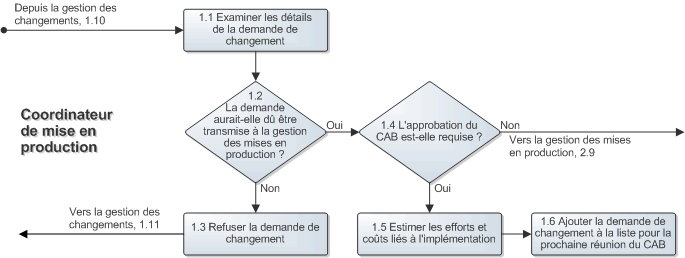 Depuis la gestion des
changements, 1.10
1.1 Examiner les détails
de la demande de
changement
Coordinateur
de mise en
production
1.2
La demande
aurait-elle dû être
transmise à la gestion
des mises en
production ?
Oui
1.4 L'approbation du
CAB est-elle requise ?
Non
Vers la gestion des mises
en production, 2.9
Non
Oui
Vers la gestion des
changements, 1.11
1.3 Refuser la demande de
changement
1.5 Estimer les efforts et
coûts liés à l'implémentation
1.6 Ajouter la demande de
changement à la liste pour la
prochaine réunion du CAB